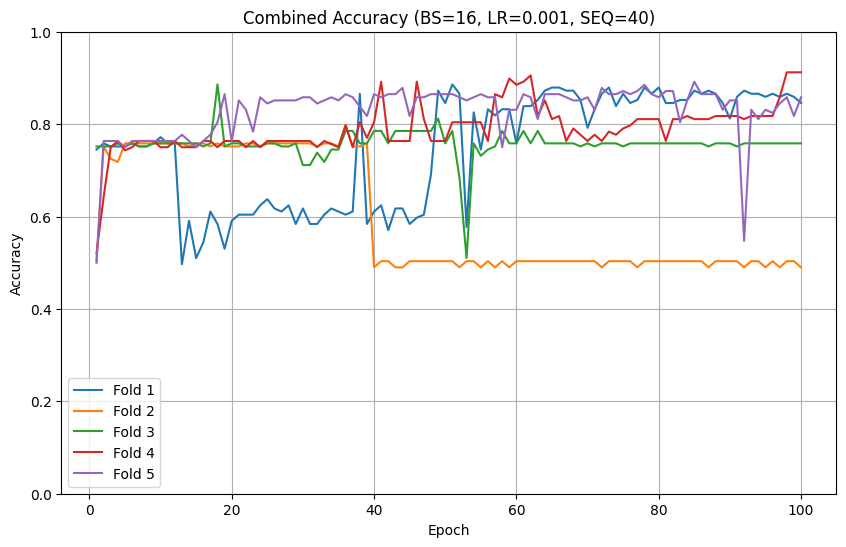 Combined Accuracy (BS=16, LR=0.001, SEQ=40)
1.0
0.8
0.6
0.4
0.2
0.0
Accuracy
Fold 1
Fold 2
Fold 3
Fold 4
Fold 5
0 20 40 60 80 100
Epoch